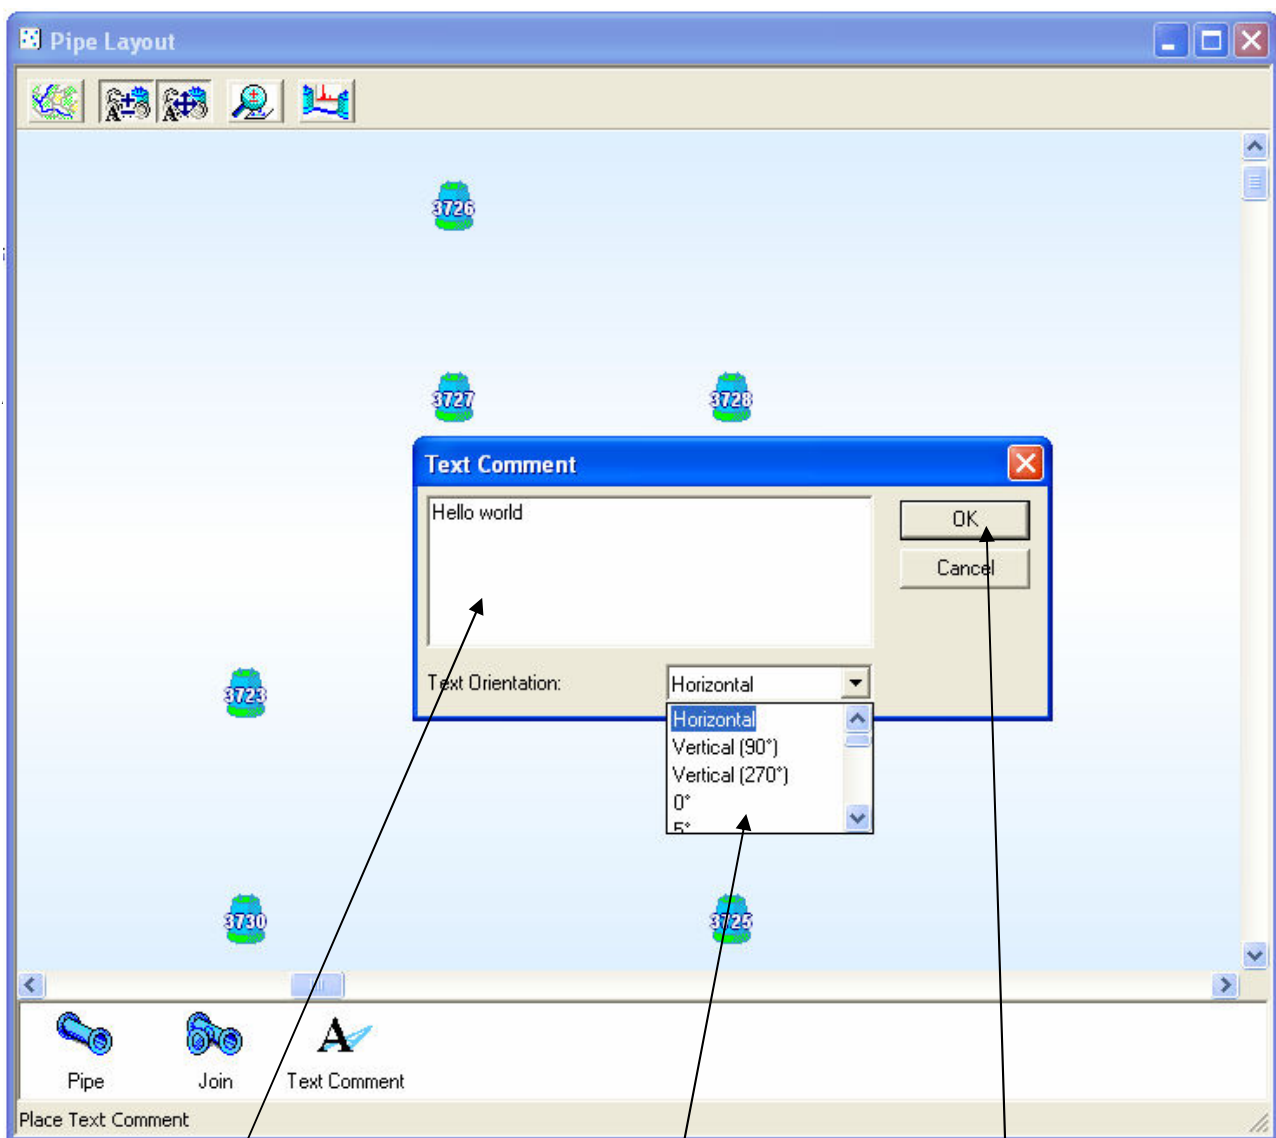 Pipe Layout
3726
3727
3728
Text Comment
Hello world
OK
Cancel
Text Orientation:
Horizontal
Horizontal
Vertical (90°)
Vertical (270°)
0°
5°
3723
3730
3725
Pipe
Join
Text Comment
Place Text Comment